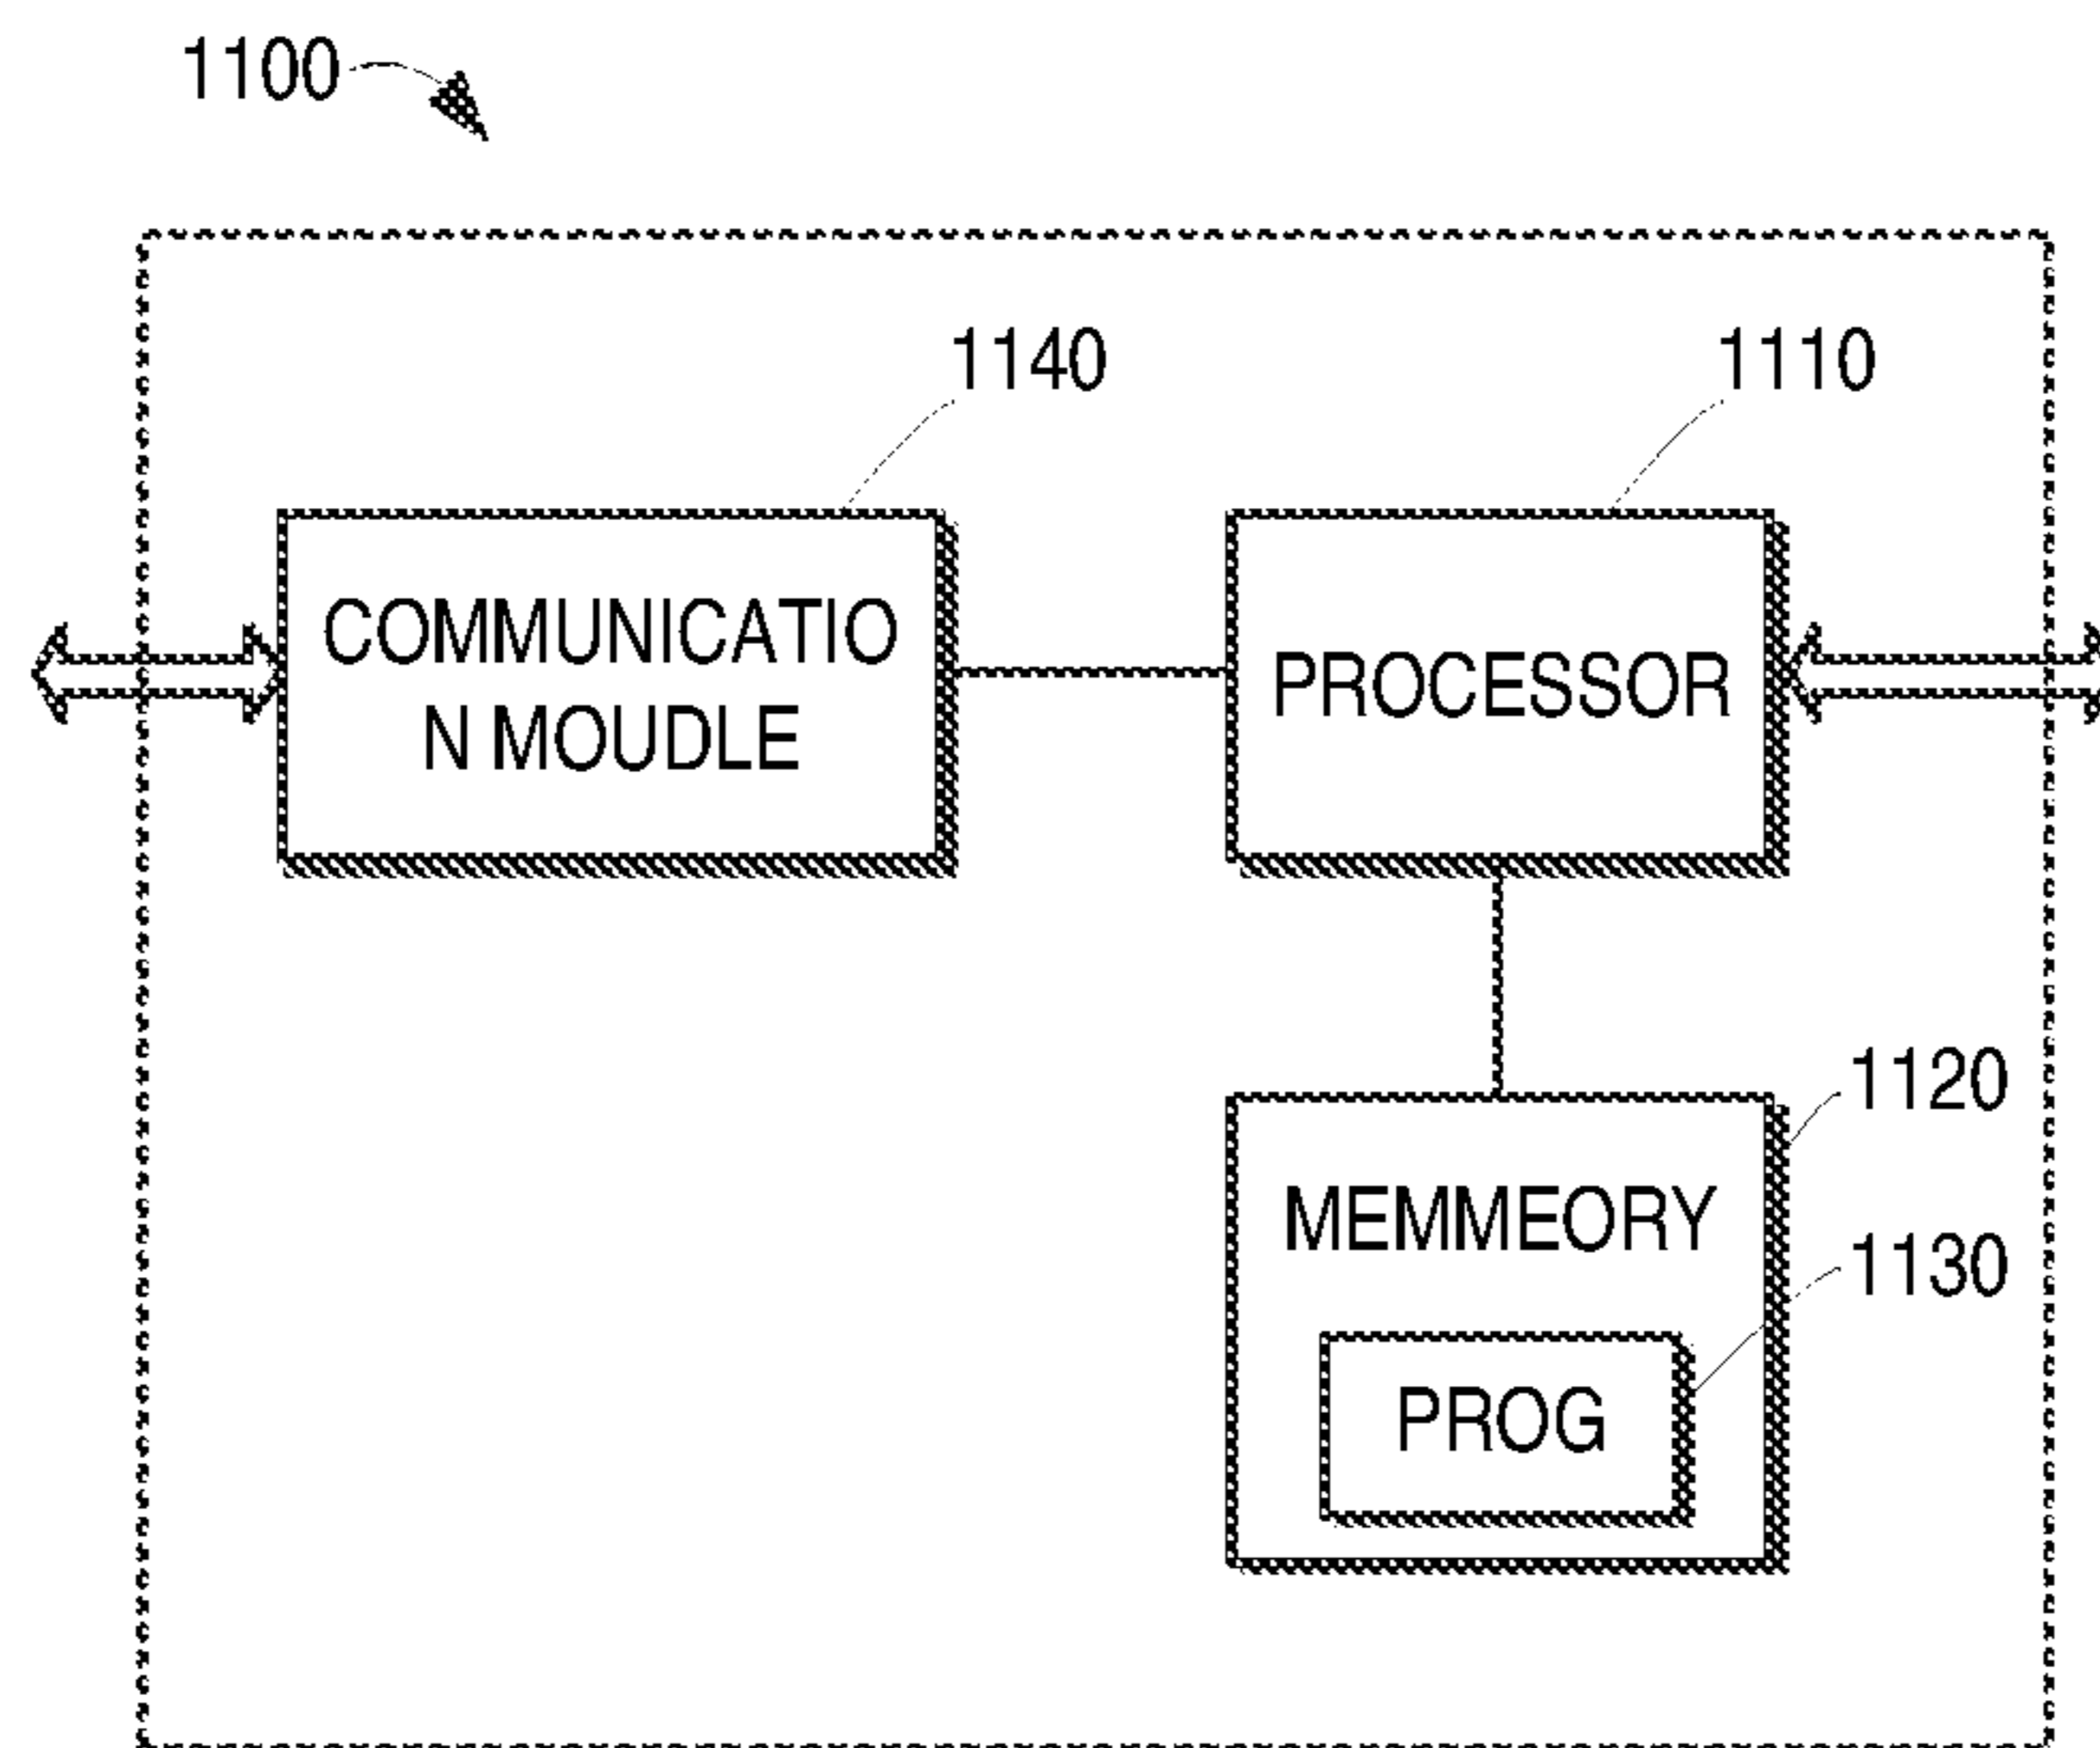 1100
1140
1110
COMMUNICATIO
N MOUDLE
PROCESSOR
1120
MEMMEORY
1130
PROG